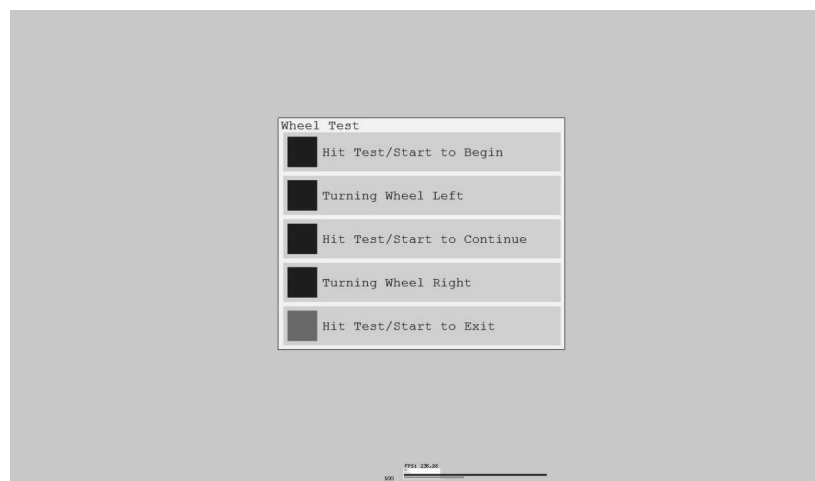 Wheel Test
Hit Test/Start to Begin
Turning Wheel Left
Hit Test/Start to Continue
Turning Wheel Right
Hit Test/Start to Exit